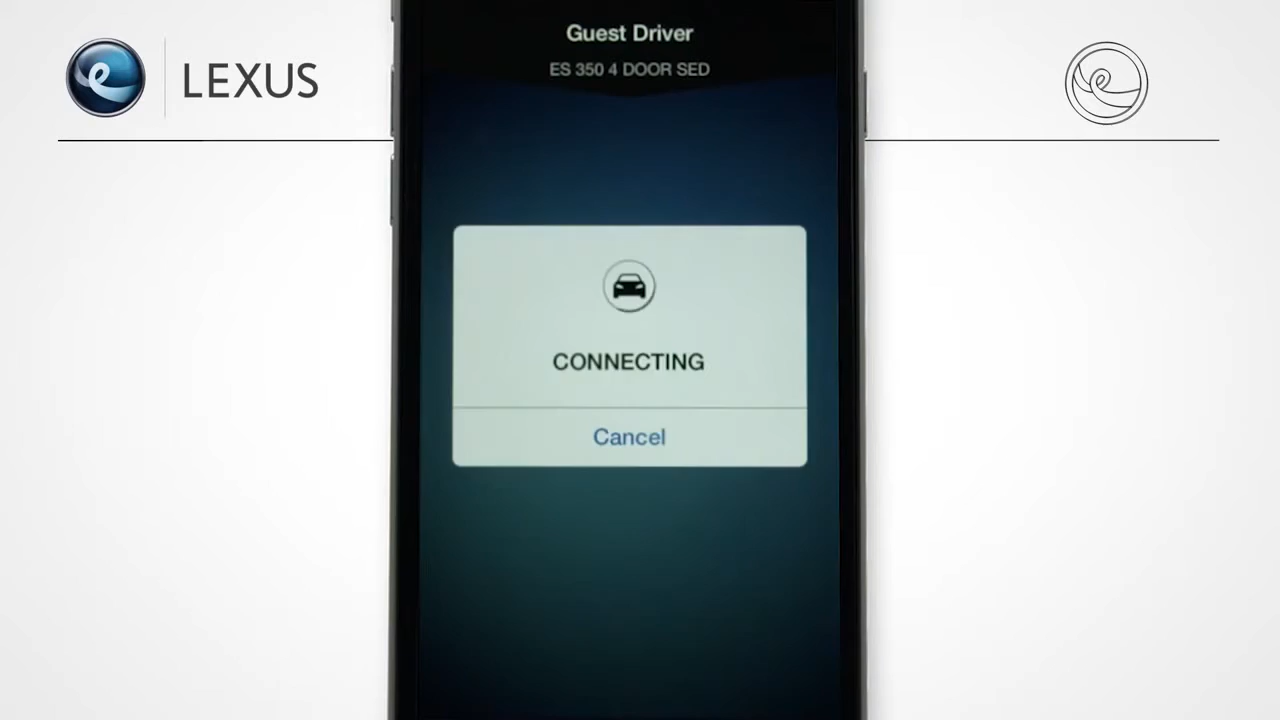 LEXUS
Guest Driver
ES 350 4 DOOR SED
CONNECTING
Cancel